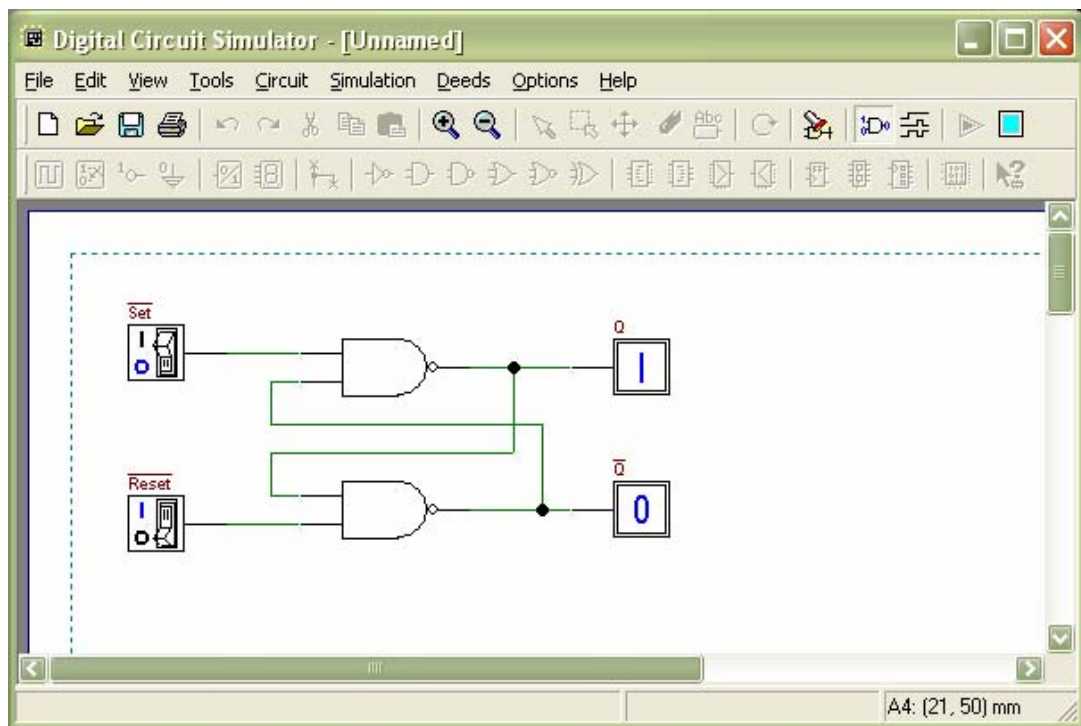 Digital Circuit Simulator - [Unnamed]
File Edit View Tools Circuit Simulation Deeds Options Help
Abc
Set
I
O
Q
1
Reset
I
O
Q
0
A4: (21, 50) mm